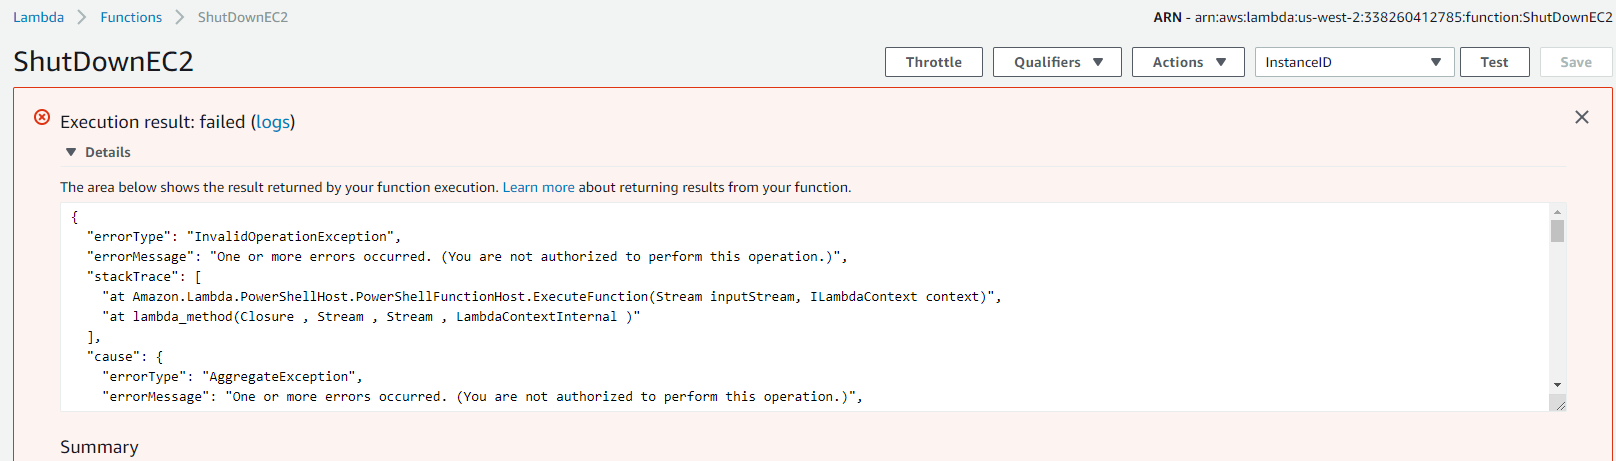 Lambda > Functions > ShutDownEC2 ARN - arn:aws:lambda:us-west-2:338260412785:function:ShutDownEC2
ShutDownEC2 Throttle Qualifiers Actions InstanceID Test Save
Execution result: failed (logs)
Details
The area below shows the result returned by your function execution. Learn more about returning results from your function.
{
"errorType": "InvalidOperationException",
"errorMessage": "One or more errors occurred. (You are not authorized to perform this operation.)",
"stackTrace": [
"at Amazon.Lambda.PowerShellHost.PowerShellFunctionHost.ExecuteFunction(Stream inputStream, ILambdaContext context)",
"at lambda_method(Closure , Stream , Stream , LambdaContextInternal )"
],
"cause": {
"errorType": "AggregateException",
"errorMessage": "One or more errors occurred. (You are not authorized to perform this operation.)",
Summary